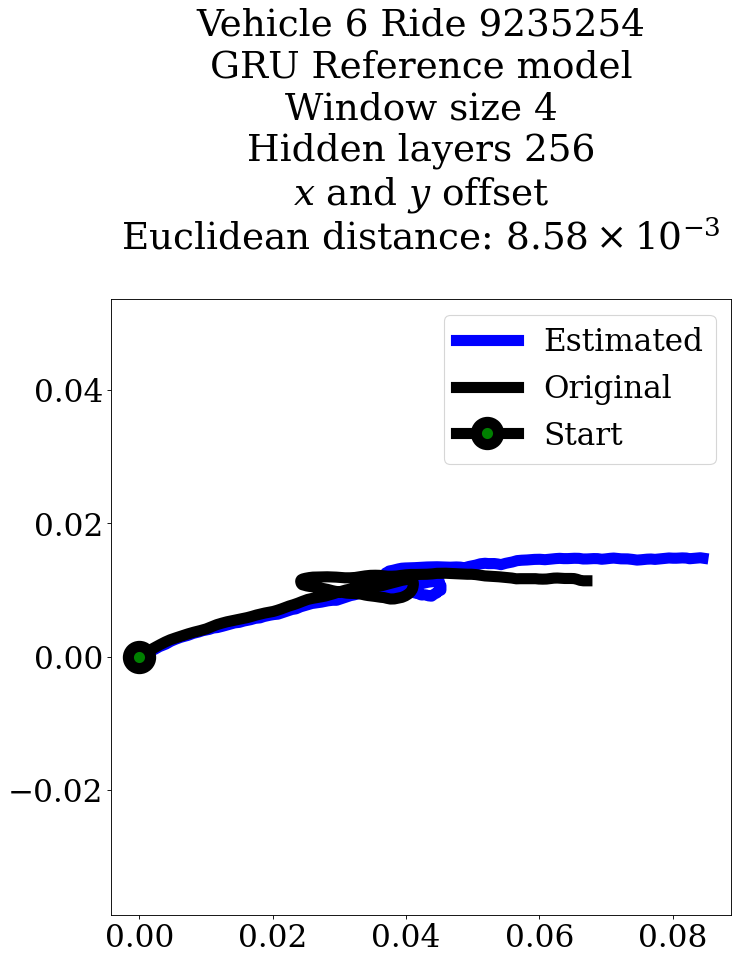 Vehicle 6 Ride 9235254
GRU Reference model
Window size 4
Hidden layers 256
x and y offset
Euclidean distance: 8.58 × 10⁻³
Estimated
Original
Start
0.04
0.02
0.00
−0.02
0.00 0.02 0.04 0.06 0.08